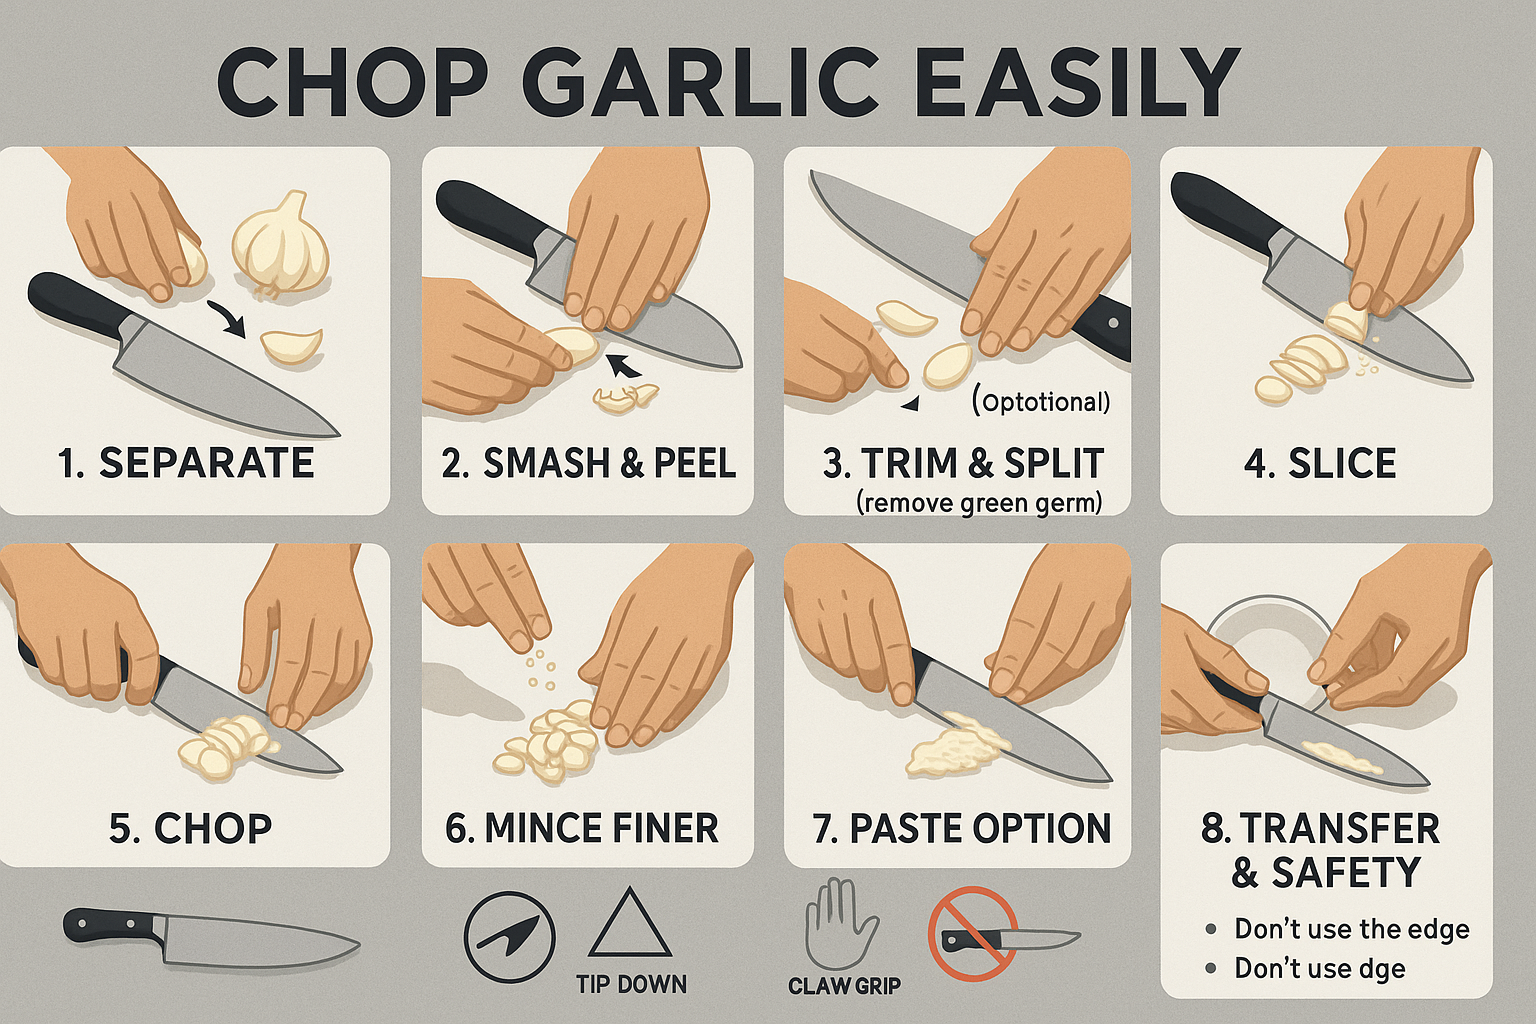 CHOP GARLIC EASILY
1. SEPARATE
2. SMASH & PEEL
(Optotional)
3. TRIM & SPLIT
(remove green germ)
4. SLICE
5. CHOP
6. MINCE FINER
7. PASTE OPTION
8. TRANSFER
& SAFETY
• Don't use the edge
• Don't use dge
TIP DOWN
CLAW GRIP